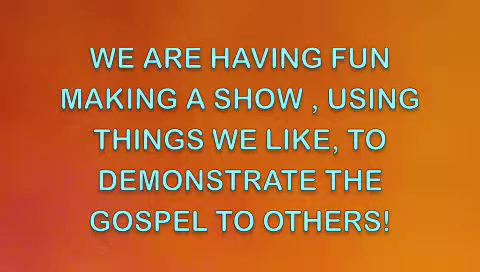 WE ARE HAVING FUN
MAKING A SHOW , USING
THINGS WE LIKE, TO
DEMONSTRATE THE
GOSPEL TO OTHERS!